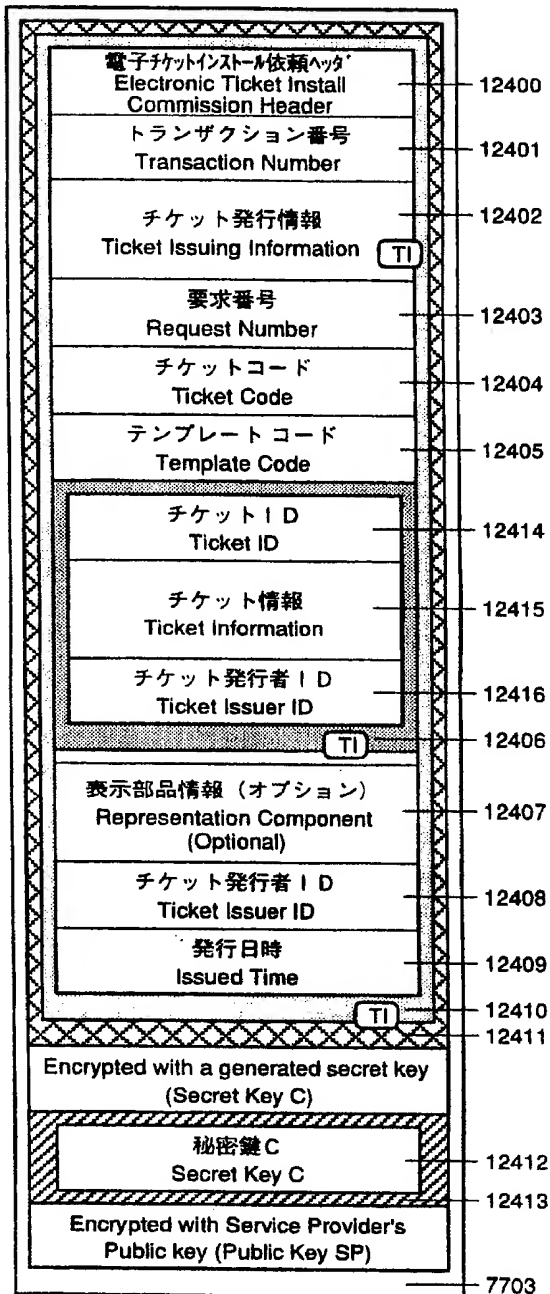 電子チケットインストール依頼ヘッダ
Electronic Ticket Install
Commission Header
12400
トランザクション番号
Transaction Number
12401
チケット発行情報
Ticket Issuing Information
TI
12402
要求番号
Request Number
12403
チケットコード
Ticket Code
12404
テンプレート コード
Template Code
12405
チケットID
Ticket ID
12414
チケット情報
Ticket Information
12415
チケット発行者ID
Ticket Issuer ID
12416
TI
12406
表示部品情報(オプション)
Representation Component
(Optional)
12407
チケット発行者ID
Ticket Issuer ID
12408
発行日時
Issued Time
12409
TI
12410
12411
Encrypted with a generated secret key
(Secret Key C)
秘密鍵C
Secret Key C
12412
12413
Encrypted with Service Provider's
Public key (Public Key SP)
7703